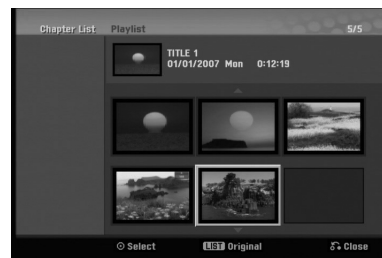 Chapter List Playlist 5/5
TITLE 1
01/01/2007 Mon 0:12:19
Select LIST Original Close